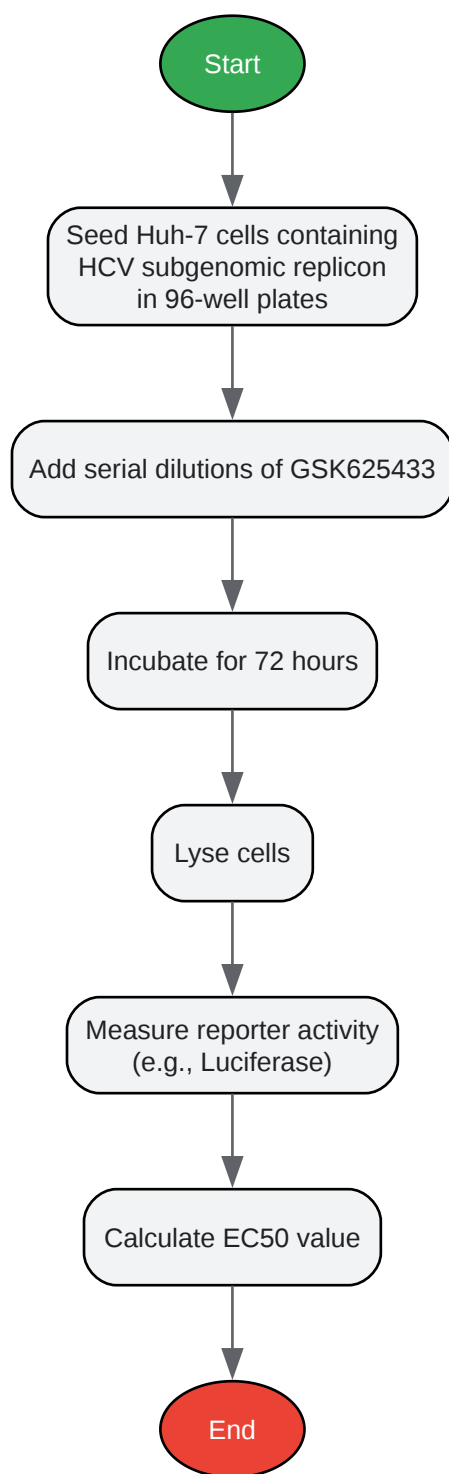 Start
Seed Huh-7 cells containing
HCV subgenomic replicon
in 96-well plates
Add serial dilutions of GSK625433
Incubate for 72 hours
Lyse cells
Measure reporter activity
(e.g., Luciferase)
Calculate EC50 value
End